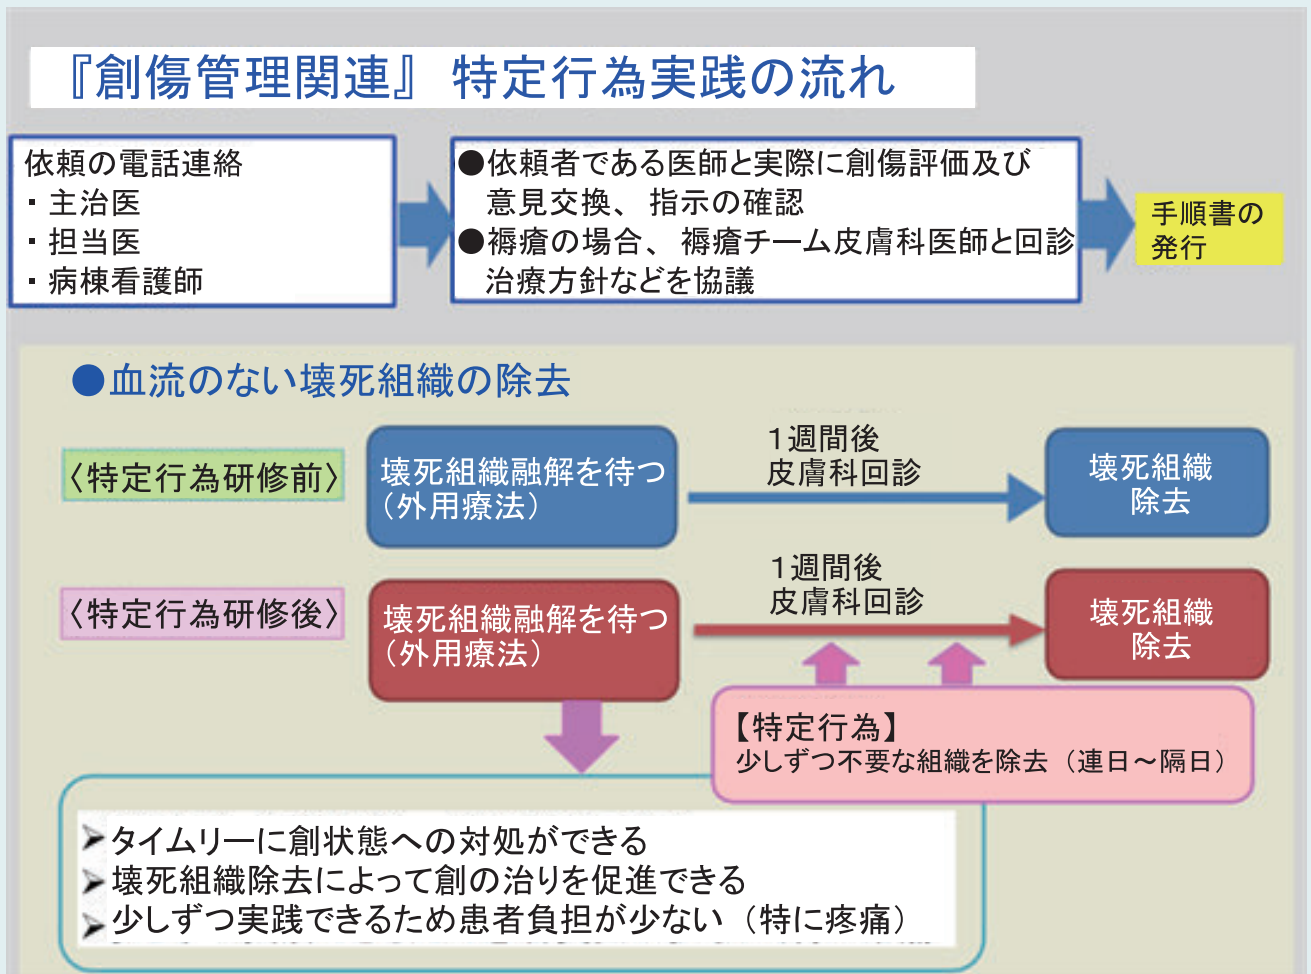 『創傷管理関連』 特定行為実践の流れ
依頼の電話連絡
・主治医
・担当医
・病棟看護師
●依頼者である医師と実際に創傷評価及び
意見交換、指示の確認
●褥瘡の場合、褥瘡チーム皮膚科医師と回診
治療方針などを協議
手順書の
発行
●血流のない壊死組織の除去
〈特定行為研修前〉
壊死組織融解を待つ
（外用療法）
1週間後
皮膚科回診
壊死組織
除去
〈特定行為研修後〉
壊死組織融解を待つ
（外用療法）
1週間後
皮膚科回診
壊死組織
除去
【特定行為】
少しずつ不要な組織を除去（連日～隔日）
➢タイムリーに創状態への対処ができる
➢壊死組織除去によって創の治りを促進できる
➢少しずつ実践できるため患者負担が少ない（特に疼痛）